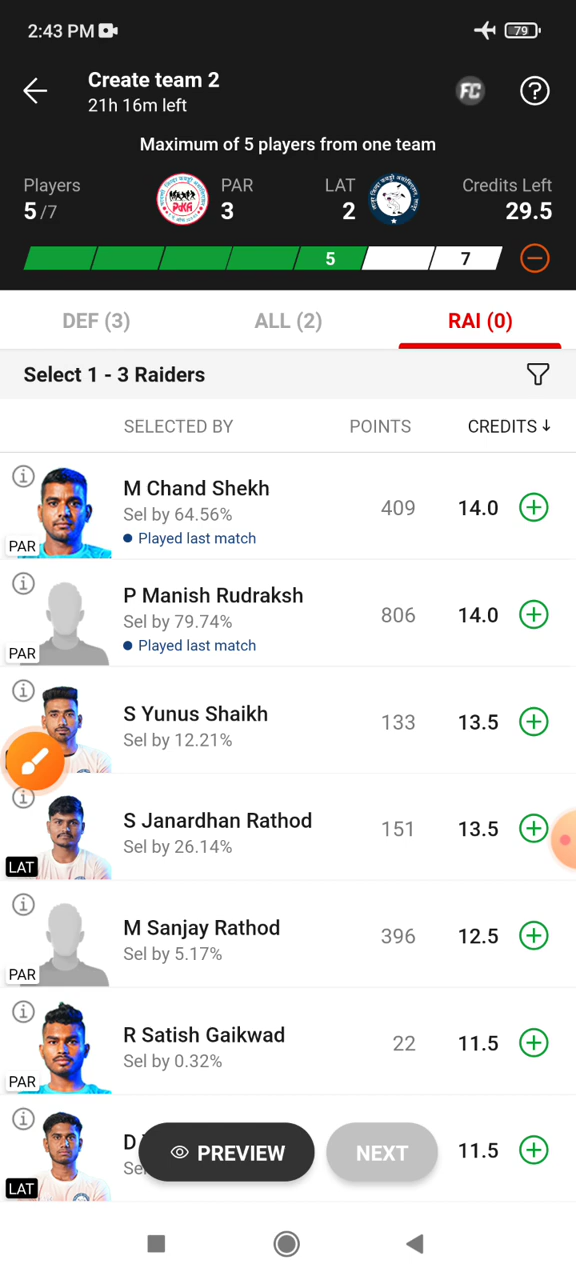 2:43 PM
79
Create team 2
21h 16m left
FC
?
Maximum of 5 players from one team
Players
5/7
PAR
3
LAT
2
Credits Left
29.5
5
7
DEF (3)
ALL (2)
RAI (0)
Select 1 - 3 Raiders
SELECTED BY
POINTS
CREDITS↓
M Chand Shekh
Sel by 64.56%
Played last match
409
14.0
PAR
P Manish Rudraksh
Sel by 79.74%
Played last match
806
14.0
PAR
S Yunus Shaikh
Sel by 12.21%
133
13.5
S Janardhan Rathod
Sel by 26.14%
151
13.5
LAT
M Sanjay Rathod
Sel by 5.17%
396
12.5
PAR
R Satish Gaikwad
Sel by 0.32%
22
11.5
PAR
D
11.5
LAT
PREVIEW
NEXT